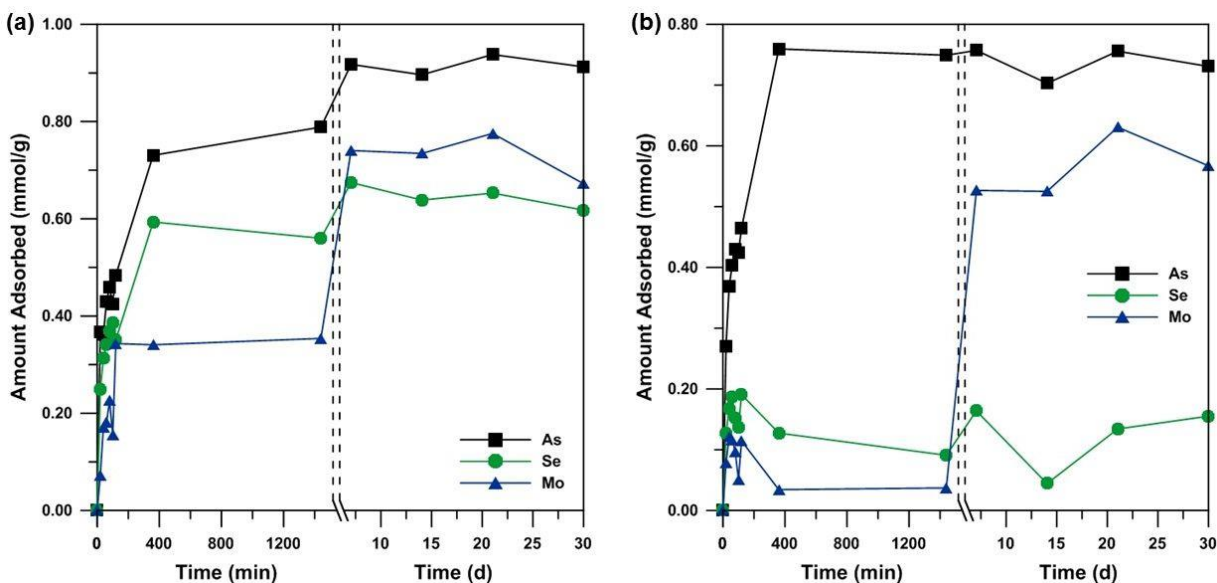 (a)
Amount Adsorbed (mmol/g)
1.00
0.80
0.60
0.40
0.20
0.00
As
Se
Mo
0 400 800 1200 10 15 20 25 30
Time (min) Time (d)
(b)
Amount Adsorbed (mmol/g)
0.80
0.60
0.40
0.20
0.00
As
Se
Mo
0 400 800 1200 10 15 20 25 30
Time (min) Time (d)